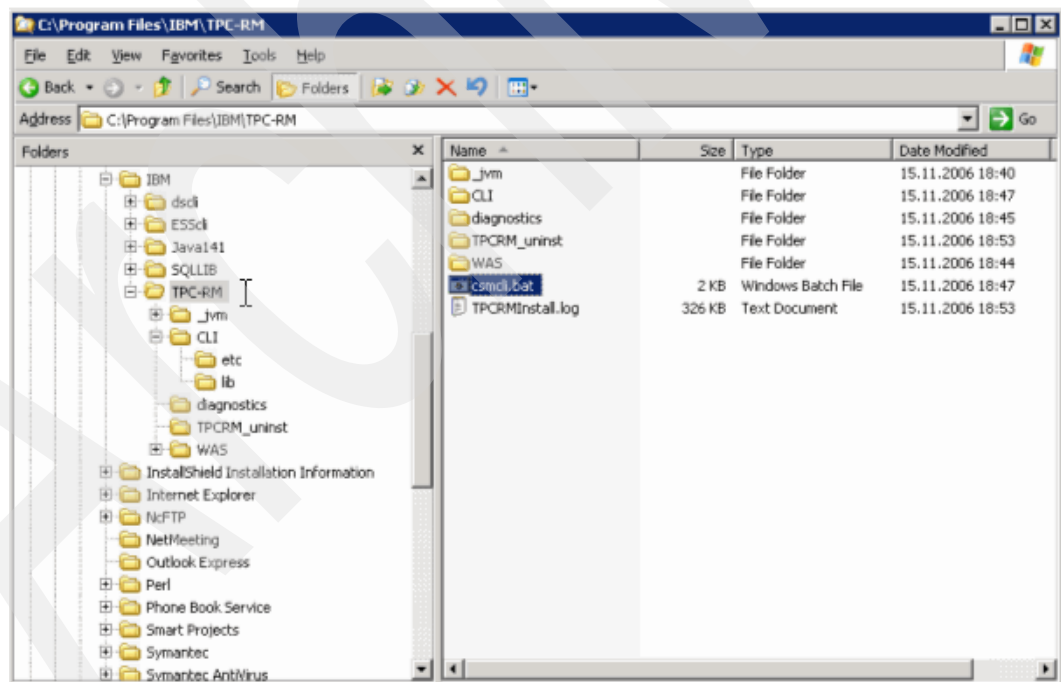 C:\Program Files\IBM\TPC-RM
File Edit View Favorites Tools Help
Back Search Folders
Address C:\Program Files\IBM\TPC-RM Go
Folders
IBM
dscli
ESScli
Java141
SQLLIB
TPC-RM
_jvm
CLI
etc
lib
diagnostics
TPCRM_uninst
WAS
InstallShield Installation Information
Internet Explorer
NcFTP
NetMeeting
Outlook Express
Perl
Phone Book Service
Smart Projects
Symantec
Symantec AntiVirus
Name Size Type Date Modified
_jvm File Folder 15.11.2006 18:40
CLI File Folder 15.11.2006 18:47
diagnostics File Folder 15.11.2006 18:45
TPCRM_uninst File Folder 15.11.2006 18:53
WAS File Folder 15.11.2006 18:44
csmcli.bat 2 KB Windows Batch File 15.11.2006 18:47
TPCRMInstall.log 326 KB Text Document 15.11.2006 18:53